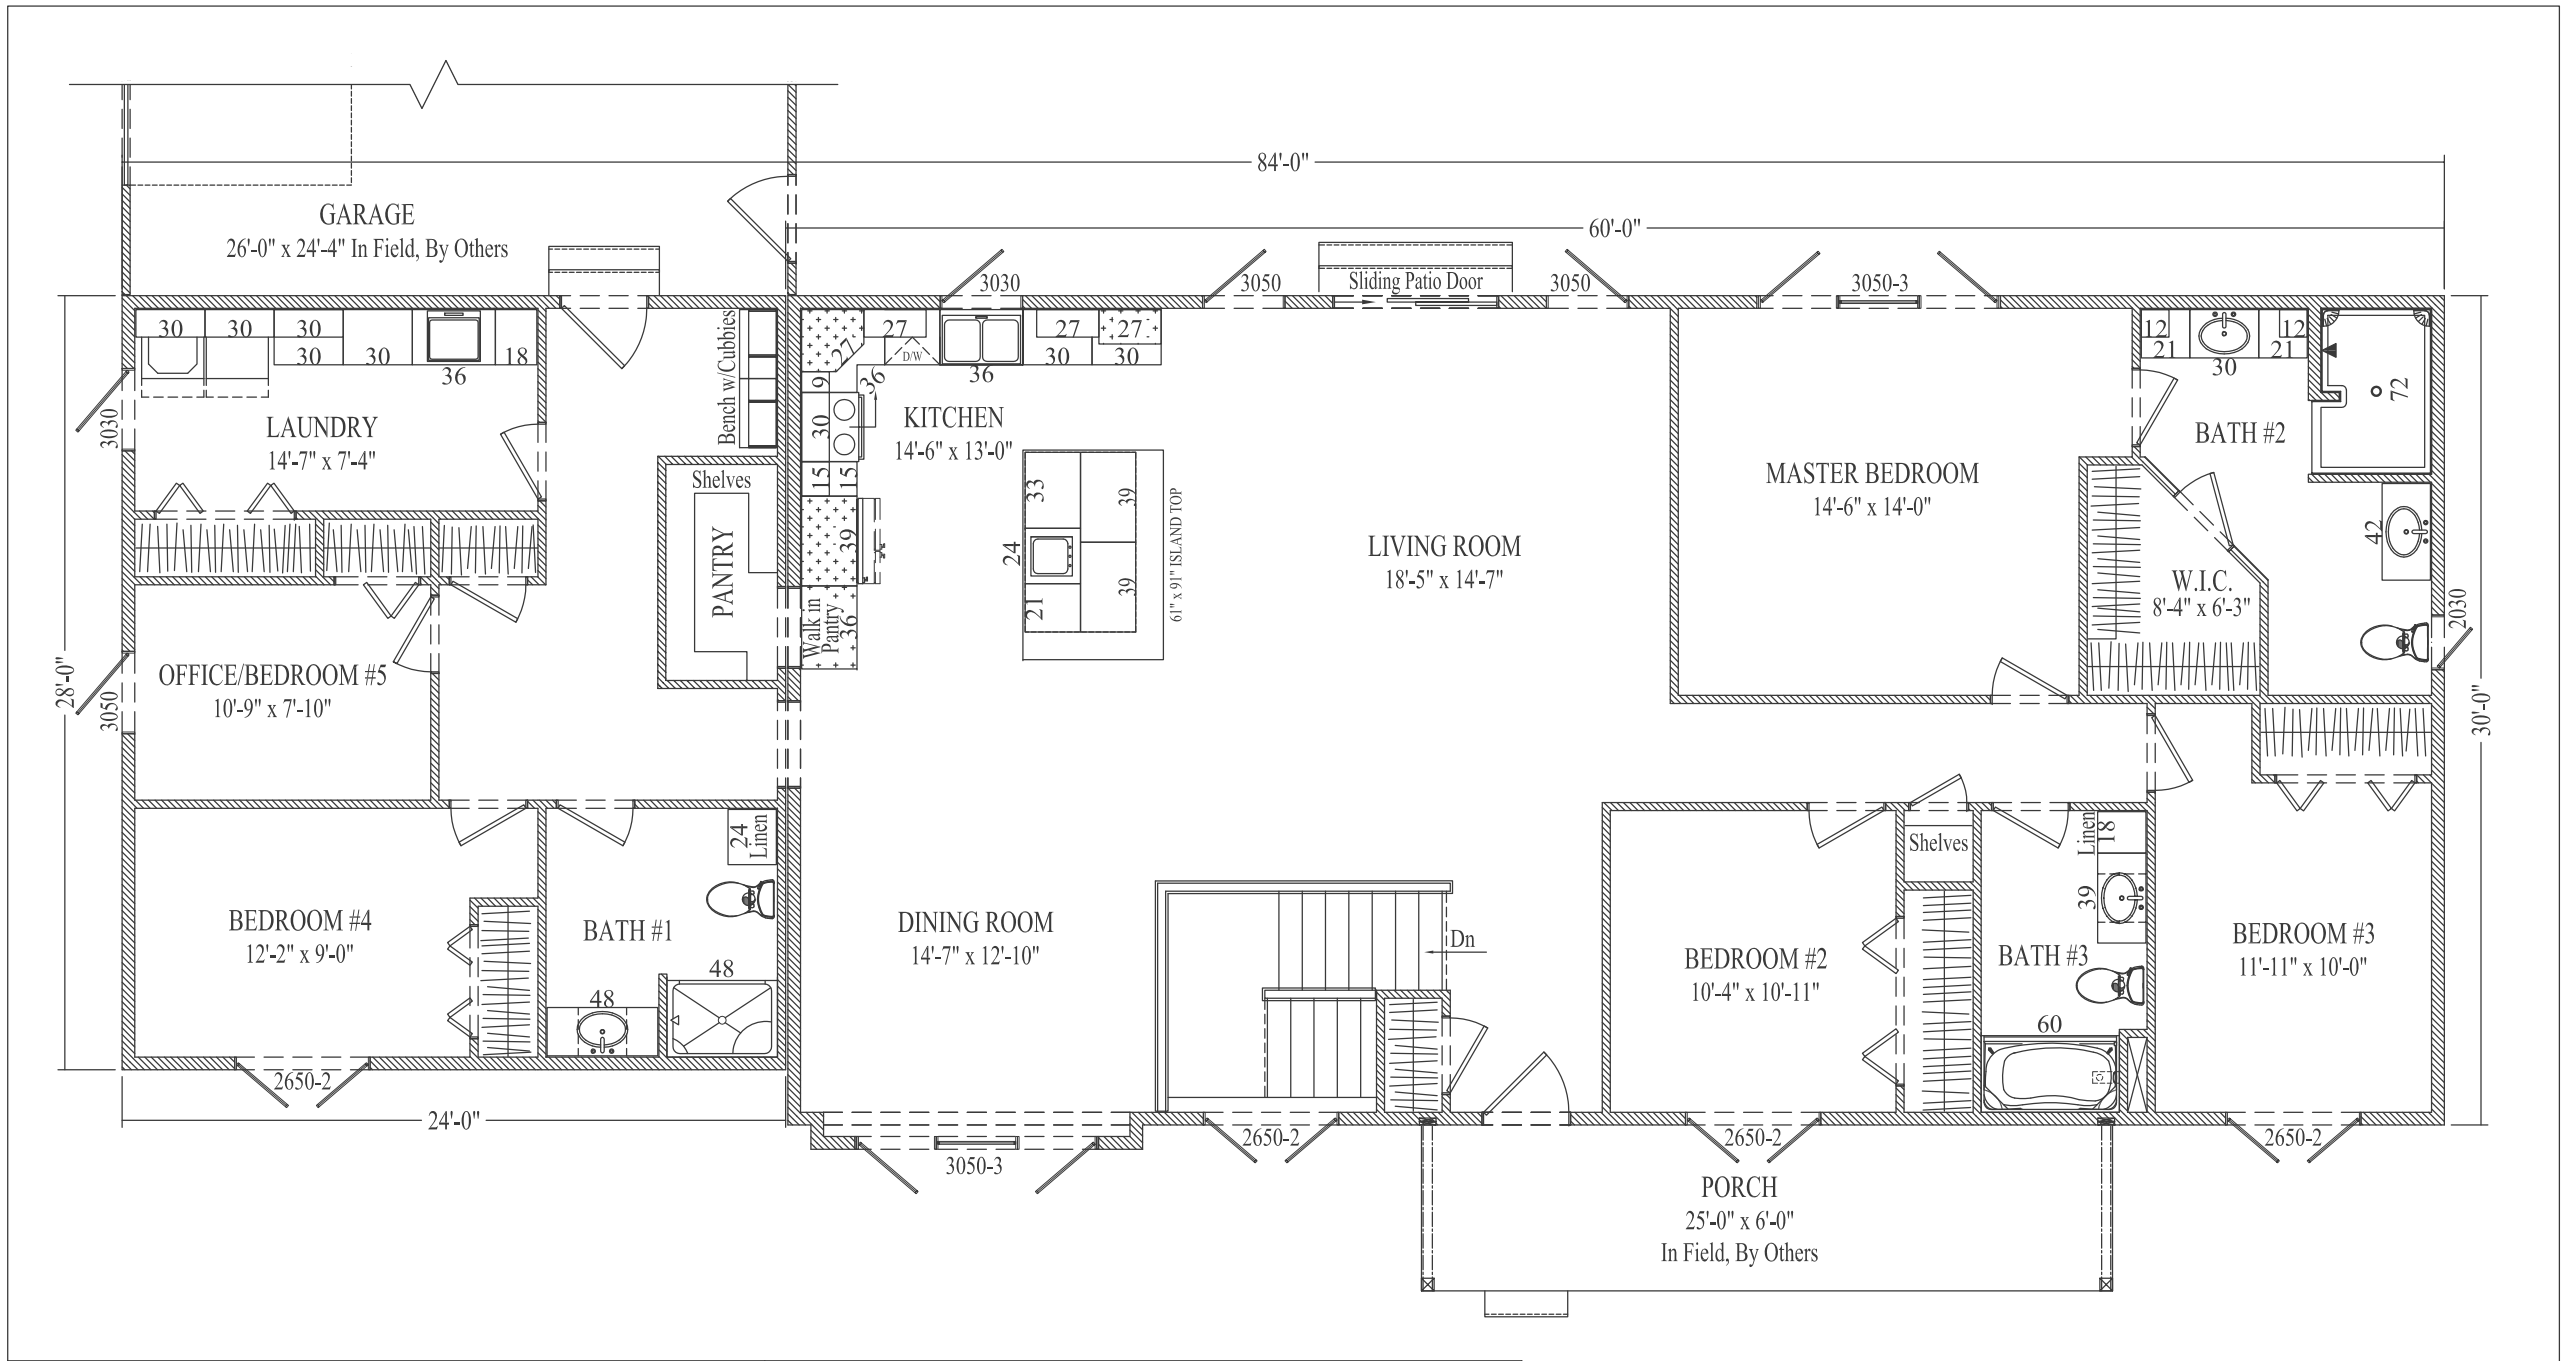 84'-0"
GARAGE
26'-0" x 24'-4" In Field, By Others
60'-0"
3030
3050
Sliding Patio Door
3050
3050-3
30
30
30
30
30
36
18
Bench w/Cubbies
27
27
D/W
36
27
27
30
30
9
36
30
15
15
39
36
Walk in
Pantry
KITCHEN
14'-6" x 13'-0"
33
39
24
39
21
61" x 91" ISLAND TOP
3030
LAUNDRY
14'-7" x 7'-4"
Shelves
PANTRY
LIVING ROOM
18'-5" x 14'-7"
MASTER BEDROOM
14'-6" x 14'-0"
12
21
30
12
21
72
BATH #2
42
W.I.C.
8'-4" x 6'-3"
2030
28'-0"
3050
OFFICE/BEDROOM #5
10'-9" x 7'-10"
30'-0"
24
Linen
BEDROOM #4
12'-2" x 9'-0"
BATH #1
48
48
DINING ROOM
14'-7" x 12'-10"
Dn
BEDROOM #2
10'-4" x 10'-11"
Shelves
Linen
18
39
BATH #3
60
BEDROOM #3
11'-11" x 10'-0"
2650-2
24'-0"
3050-3
2650-2
2650-2
2650-2
PORCH
25'-0" x 6'-0"
In Field, By Others